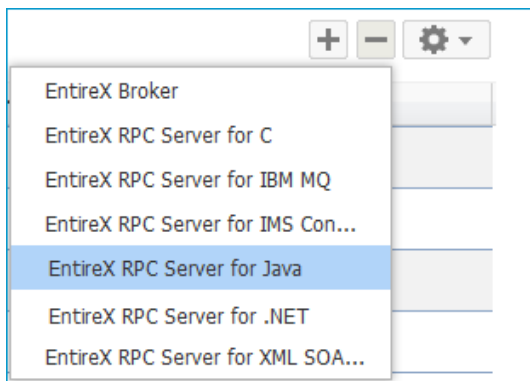 EntireX Broker
EntireX RPC Server for C
EntireX RPC Server for IBM MQ
EntireX RPC Server for IMS Con...
EntireX RPC Server for Java
EntireX RPC Server for .NET
EntireX RPC Server for XML SOA...